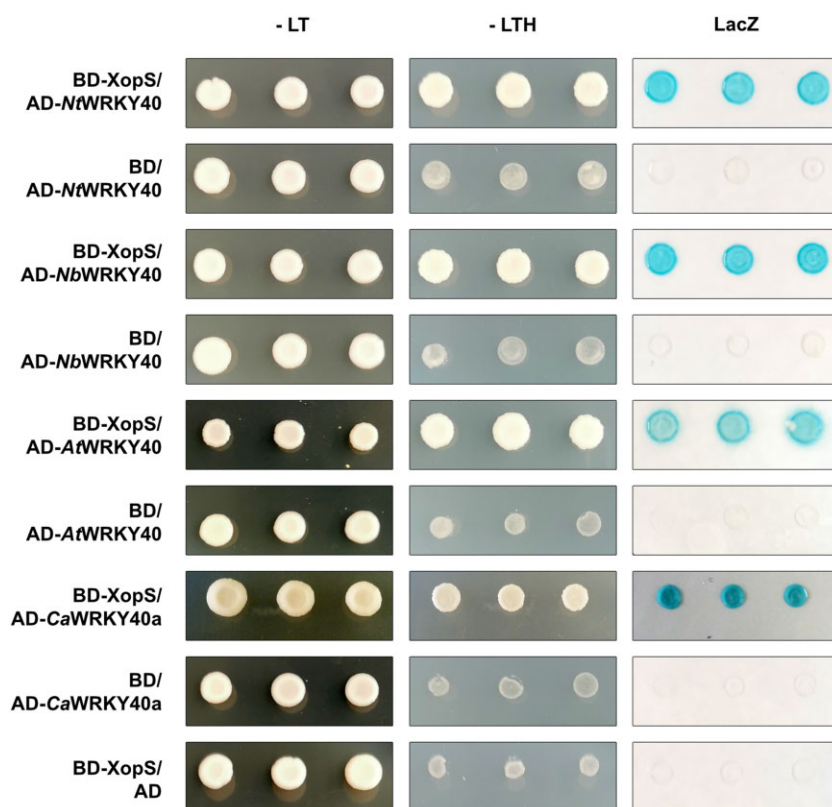 - LT - LTH LacZ
BD-XopS/
AD-NtWRKY40
BD/
AD-NtWRKY40
BD-XopS/
AD-NbWRKY40
BD/
AD-NbWRKY40
BD-XopS/
AD-AtWRKY40
BD/
AD-AtWRKY40
BD-XopS/
AD-CaWRKY40a
BD/
AD-CaWRKY40a
BD-XopS/
AD